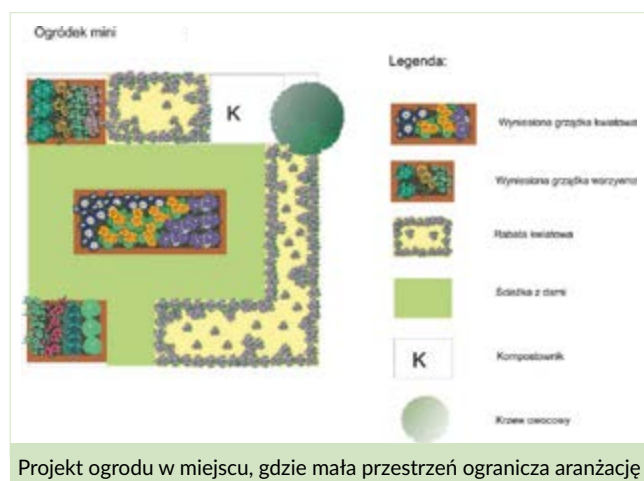 Ogródek mini
Legenda:
K
Wyniesiona grządka kwiatowa
Wyniesiona grządka warzywna
Rabata kwiatowa
Ścieżka z darni
K
Kompostownik
Krzew owocowy
Projekt ogrodu w miejscu, gdzie mała przestrzeń ogranicza aranżację